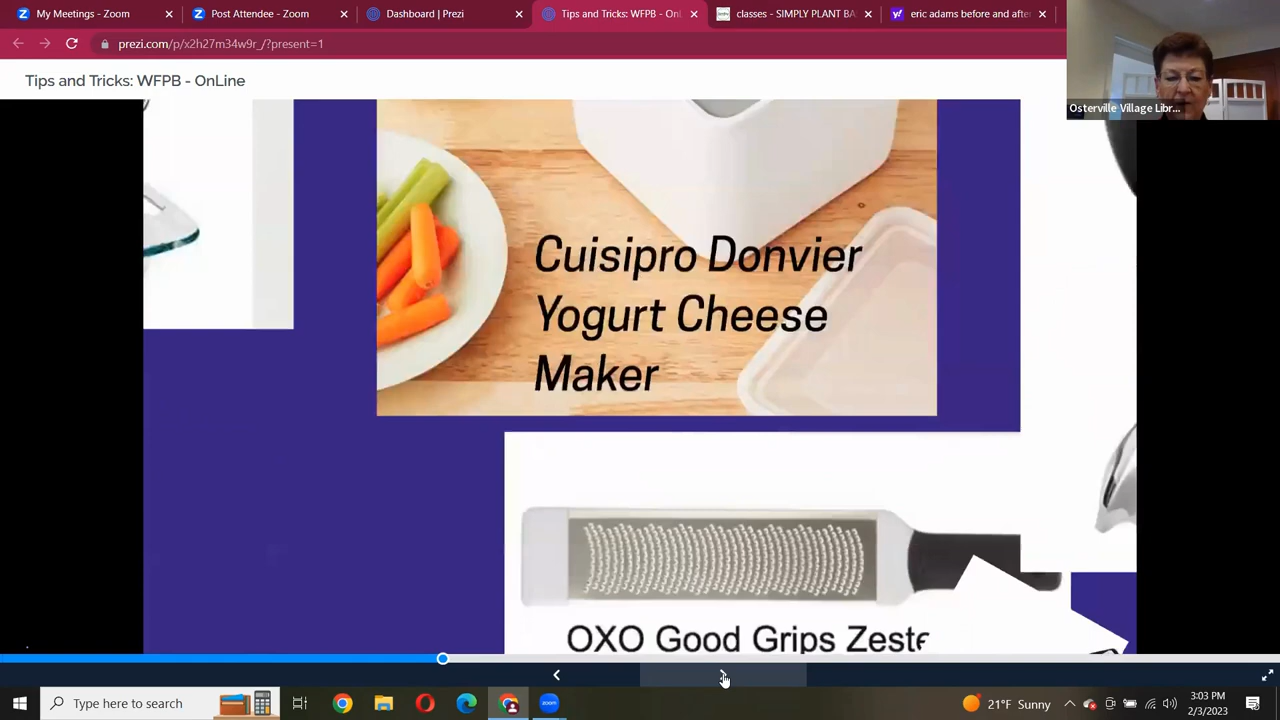 My Meetings - Zoom
Post Attendee - Zoom
Dashboard | Prezi
Tips and Tricks: WFPB - Onl
classes - SIMPLY PLANT BA
eric adams before and afte
prezi.com/p/x2h27m34w9r_/?present=1
Tips and Tricks: WFPB - OnLine
Osterville Village Libr...
Cuisipro Donvier
Yogurt Cheese
Maker
OXO Good Grips Zeste
Type here to search
21°F Sunny
3:03 PM
2/3/2023